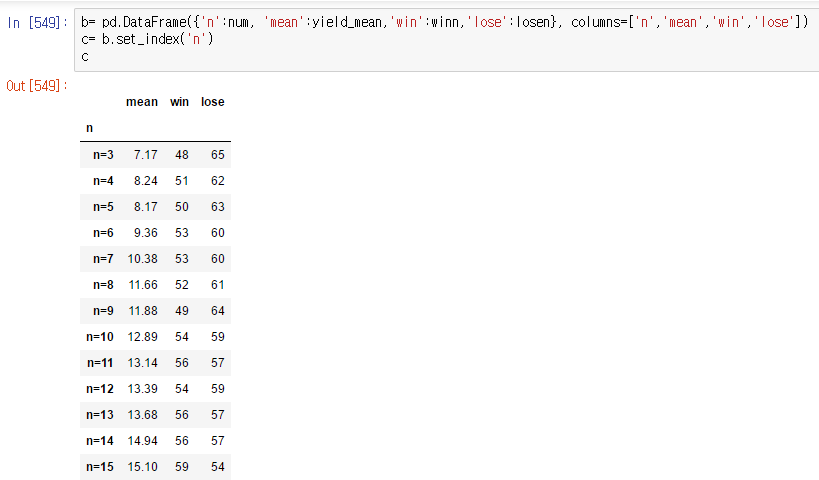 In [549]: b= pd.DataFrame({'n':num, 'mean':yield_mean,'win':winn,'lose':losen}, columns=['n','mean','win','lose'])
c= b.set_index('n')
c
Out[549]:
mean win lose
n
n=3 7.17 48 65
n=4 8.24 51 62
n=5 8.17 50 63
n=6 9.36 53 60
n=7 10.38 53 60
n=8 11.66 52 61
n=9 11.88 49 64
n=10 12.89 54 59
n=11 13.14 56 57
n=12 13.39 54 59
n=13 13.68 56 57
n=14 14.94 56 57
n=15 15.10 59 54